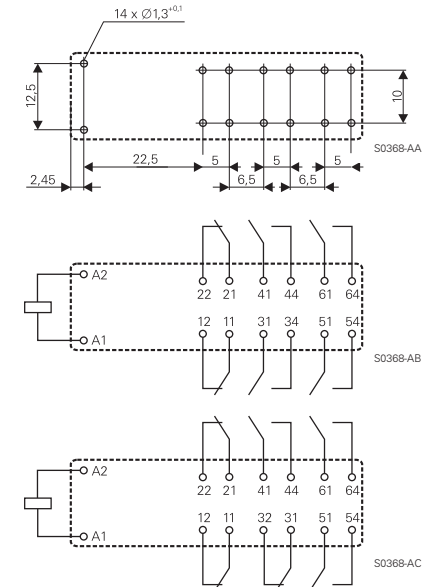 14 x Ø1,3+0,1
12,5
10
22,5
5
5
5
S0368-AA
2,45
6,5
6,5
A2
22 21 41 44 61 64
12 11 31 34 51 54
A1
S0368-AB
A2
22 21 41 44 61 64
12 11 32 31 51 54
A1
S0368-AC